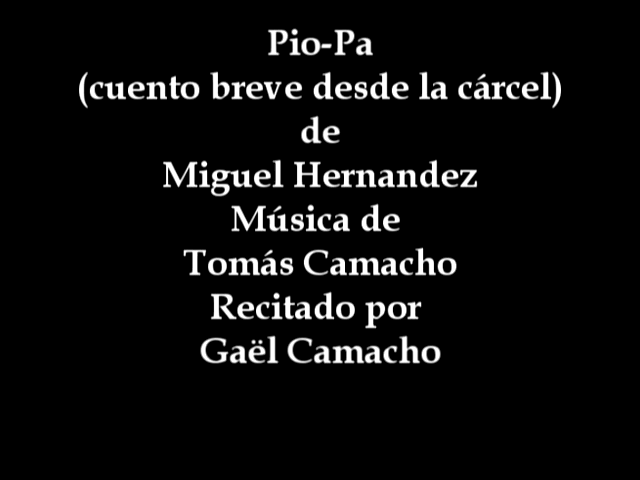 Pio-Pa
(cuento breve desde la cárcel)
de
Miguel Hernandez
Música de
Tomás Camacho
Recitado por
Gaël Camacho